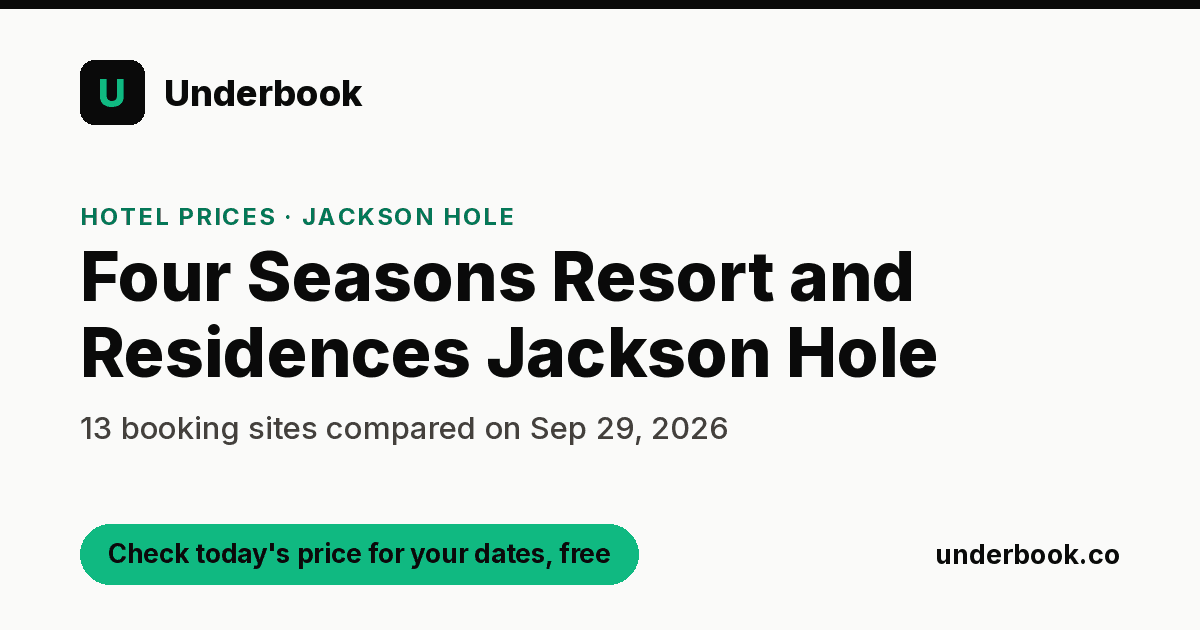 U Underbook
HOTEL PRICES · JACKSON HOLE
Four Seasons Resort and
Residences Jackson Hole
13 booking sites compared on Sep 29, 2026
Check today's price for your dates, free
underbook.co